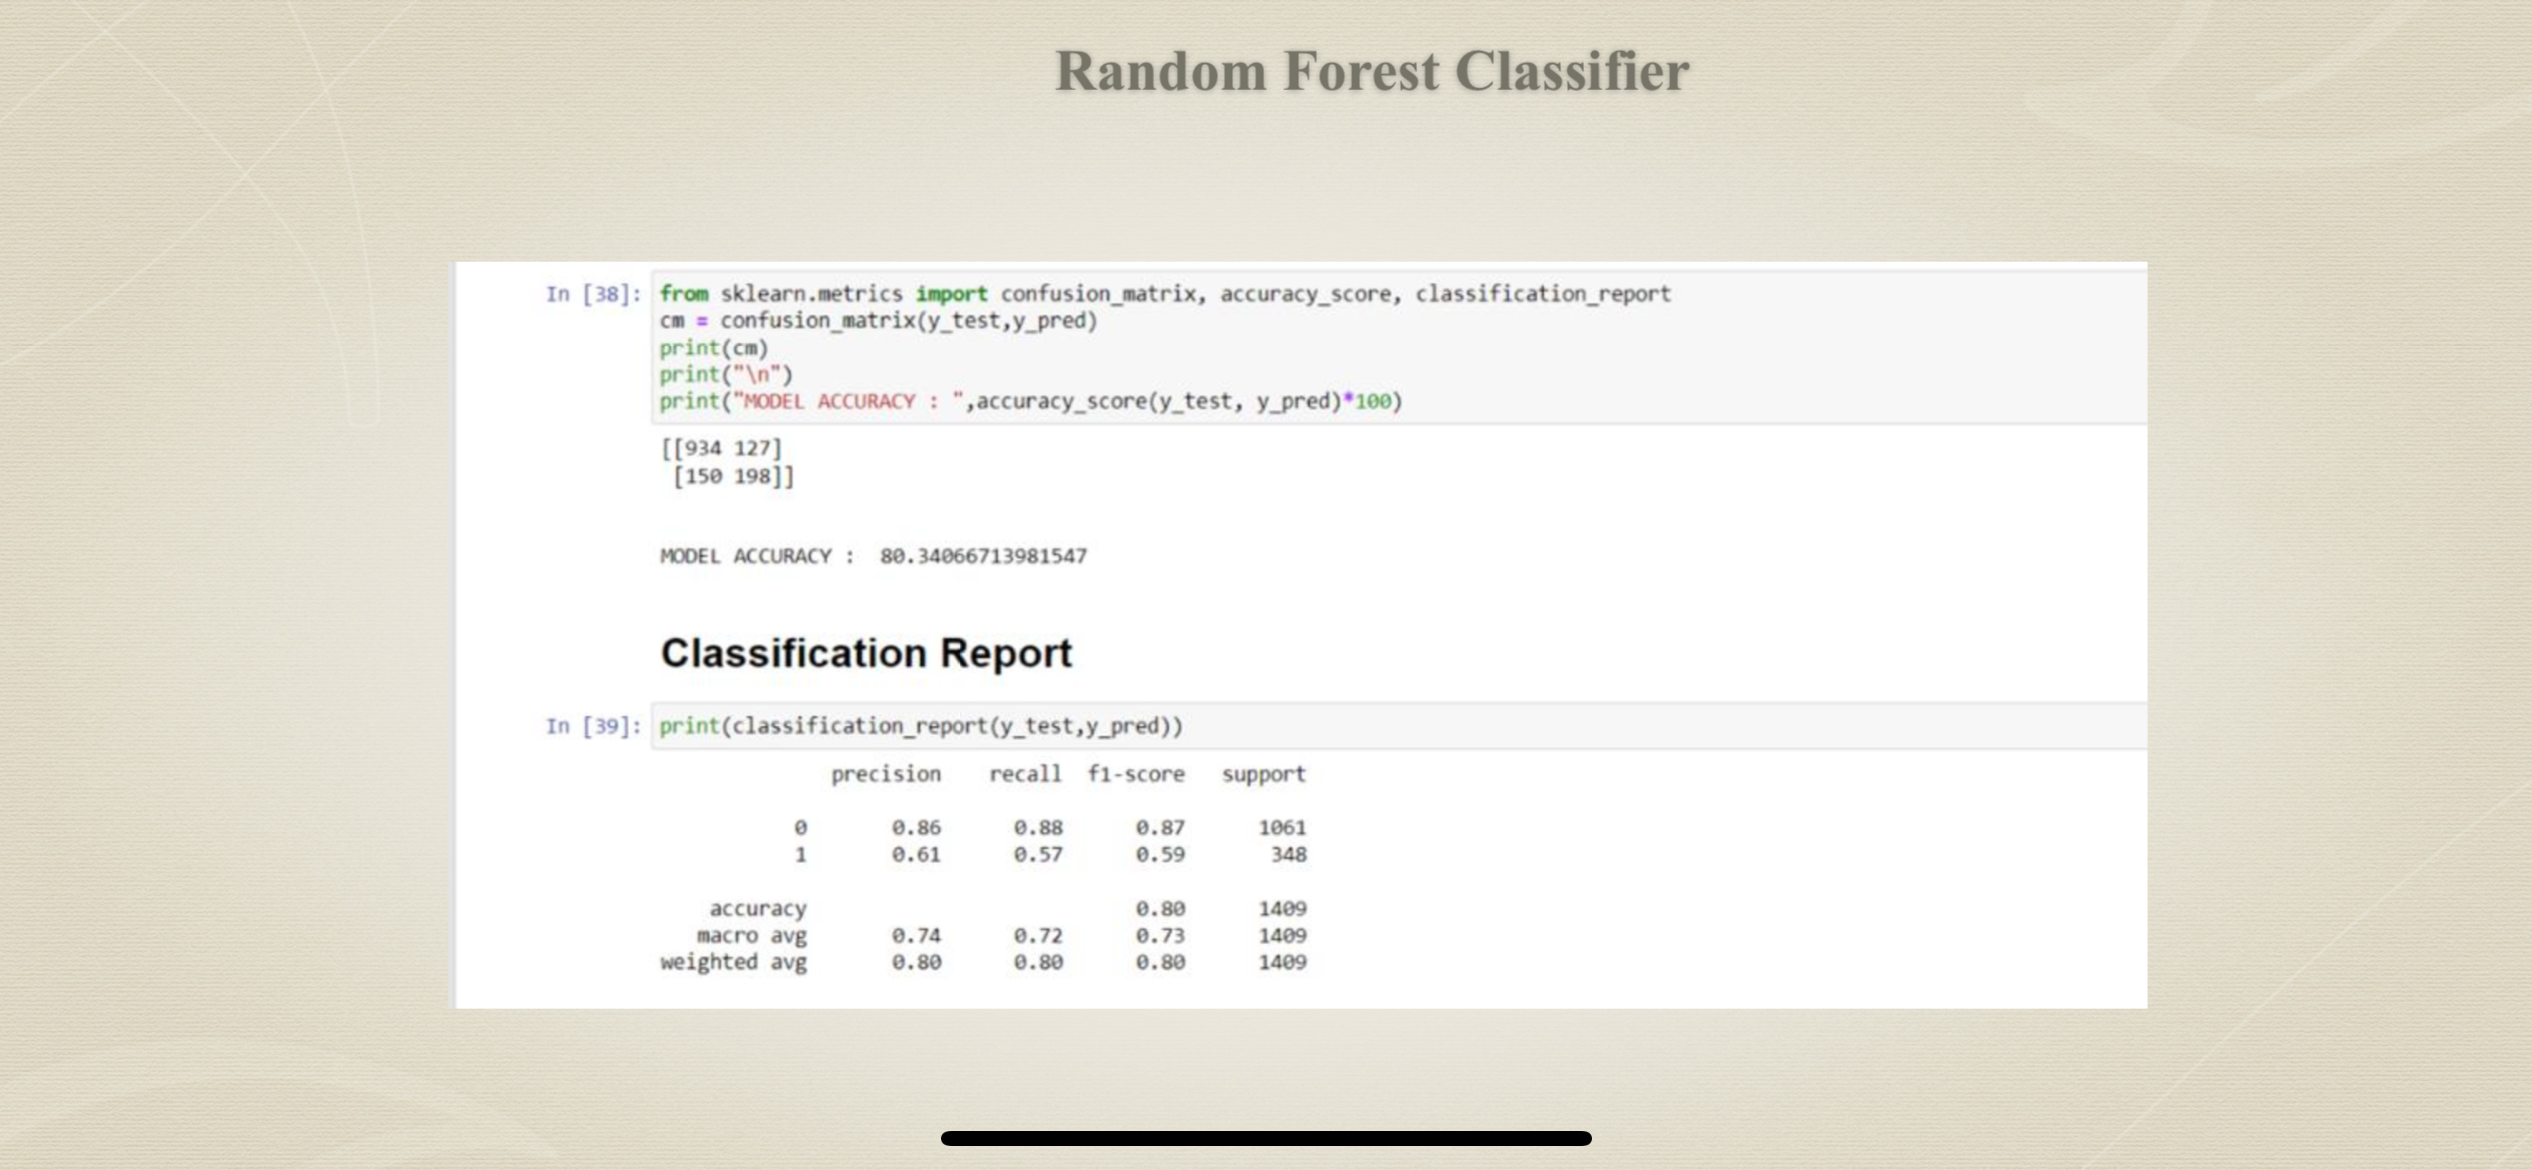 Random Forest Classifier
In [38]: from sklearn.metrics import confusion_matrix, accuracy_score, classification_report
cm = confusion_matrix(y_test,y_pred)
print(cm)
print("\n")
print("MODEL ACCURACY : ",accuracy_score(y_test, y_pred)*100)
[[934 127]
[150 198]]
MODEL ACCURACY :  80.34066713981547
Classification Report
In [39]: print(classification_report(y_test,y_pred))
precision recall f1-score support
0 0.86 0.88 0.87 1061
1 0.61 0.57 0.59 348
accuracy 0.80 1409
macro avg 0.74 0.72 0.73 1409
weighted avg 0.80 0.80 0.80 1409